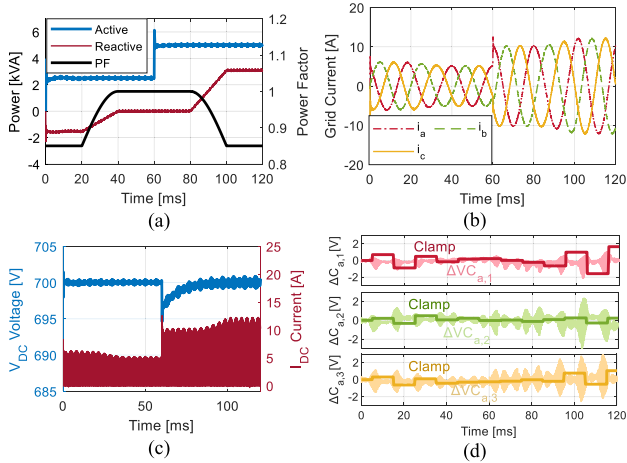 6
4
2
0
-2
-4
Power [kVA]
Active
Reactive
PF
1.2
1.1
1
0.9
0.8
Power Factor
0 20 40 60 80 100 120
Time [ms]
(a)
20
10
0
-10
-20
Grid Current [A]
i_a i_b
i_c
0 20 40 60 80 100 120
Time [ms]
(b)
705
700
695
690
685
V_DC Voltage [V]
25
20
15
10
5
0
I_DC Current [A]
0 50 100
Time [ms]
(c)
ΔC_a,1[V]
2
0
-2
Clamp
ΔVC_a,1
ΔC_a,2[V]
2
0
-2
Clamp
ΔVC_a,2
ΔC_a,3[V]
2
0
-2
Clamp
ΔVC_a,3
0 20 40 60 80 100 120
Time [ms]
(d)